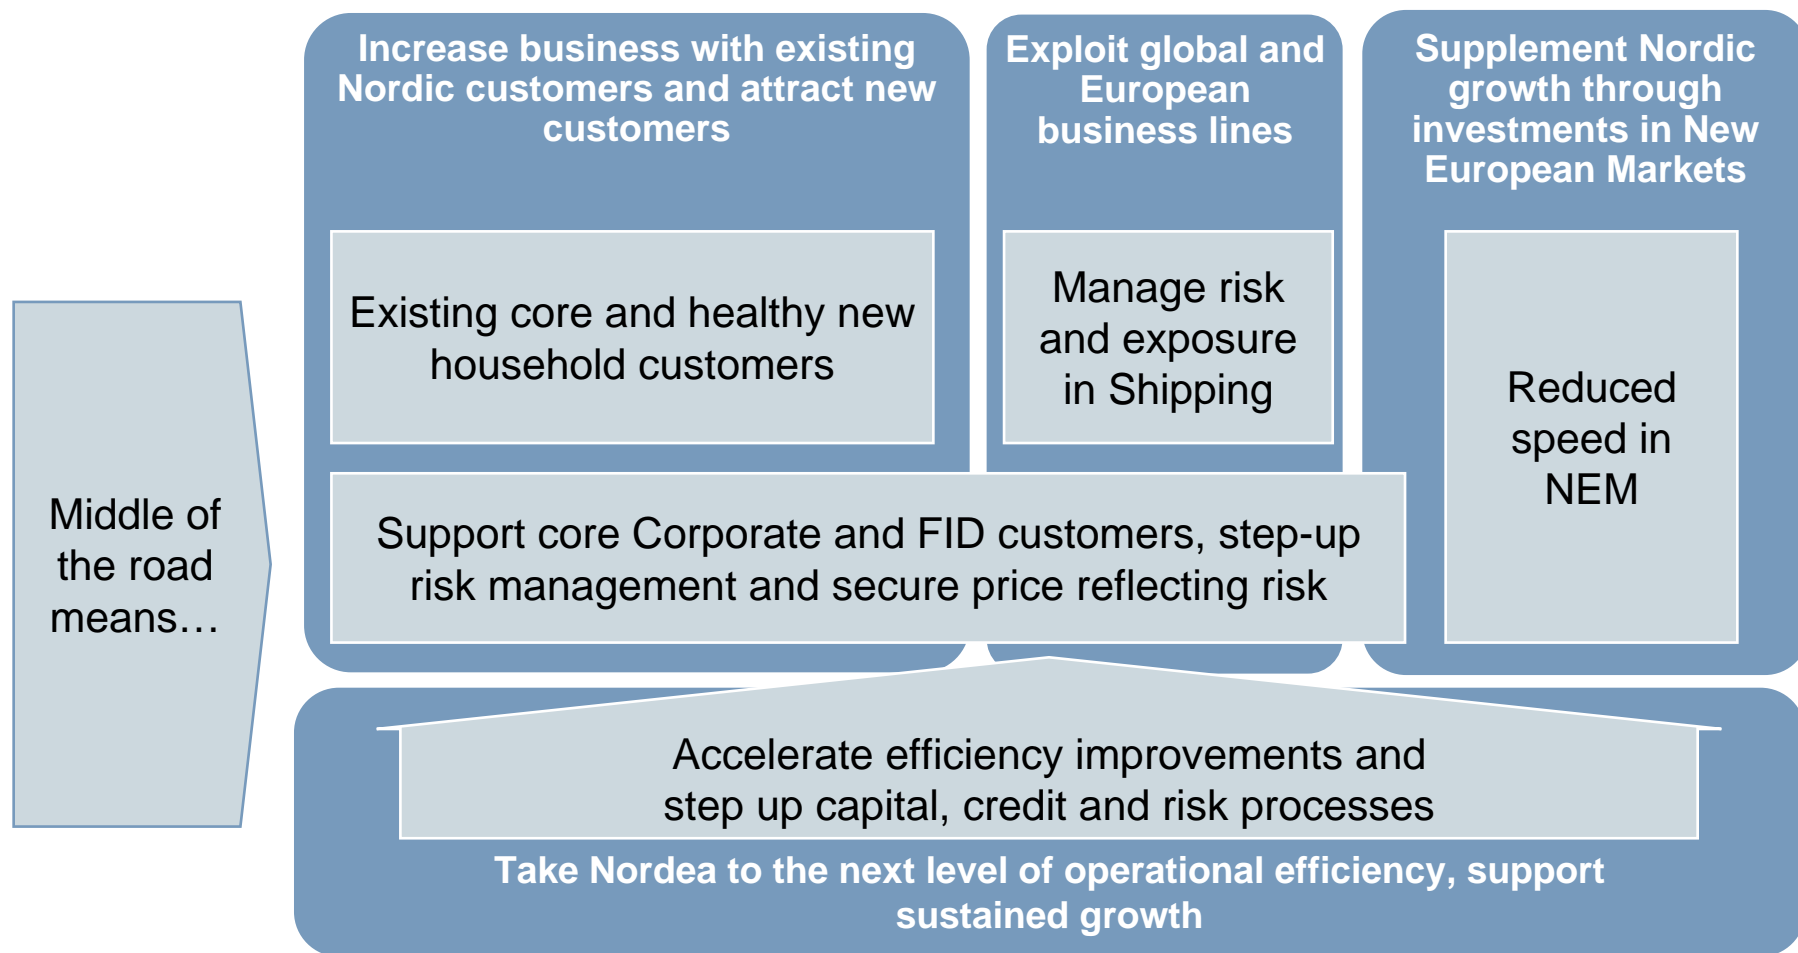 Increase business with existing
Nordic customers and attract new
customers
Exploit global and
European
business lines
Supplement Nordic
growth through
investments in New
European Markets
Existing core and healthy new
household customers
Manage risk
and exposure
in Shipping
Reduced
speed in
NEM
Middle of
the road
means…
Support core Corporate and FID customers, step-up
risk management and secure price reflecting risk
Accelerate efficiency improvements and
step up capital, credit and risk processes
Take Nordea to the next level of operational efficiency, support
sustained growth